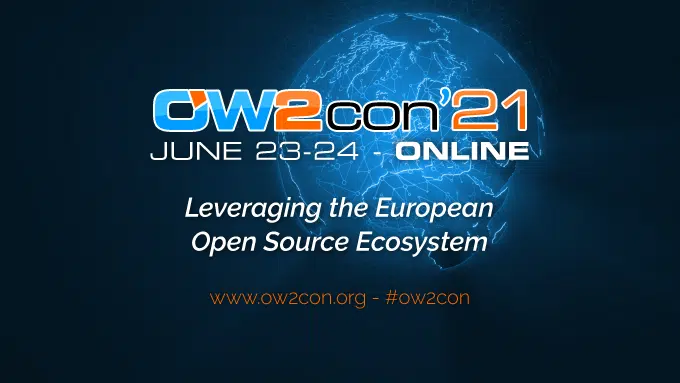 OW2con'21
JUNE 23-24 - ONLINE
Leveraging the European
Open Source Ecosystem
www.ow2con.org - #ow2con